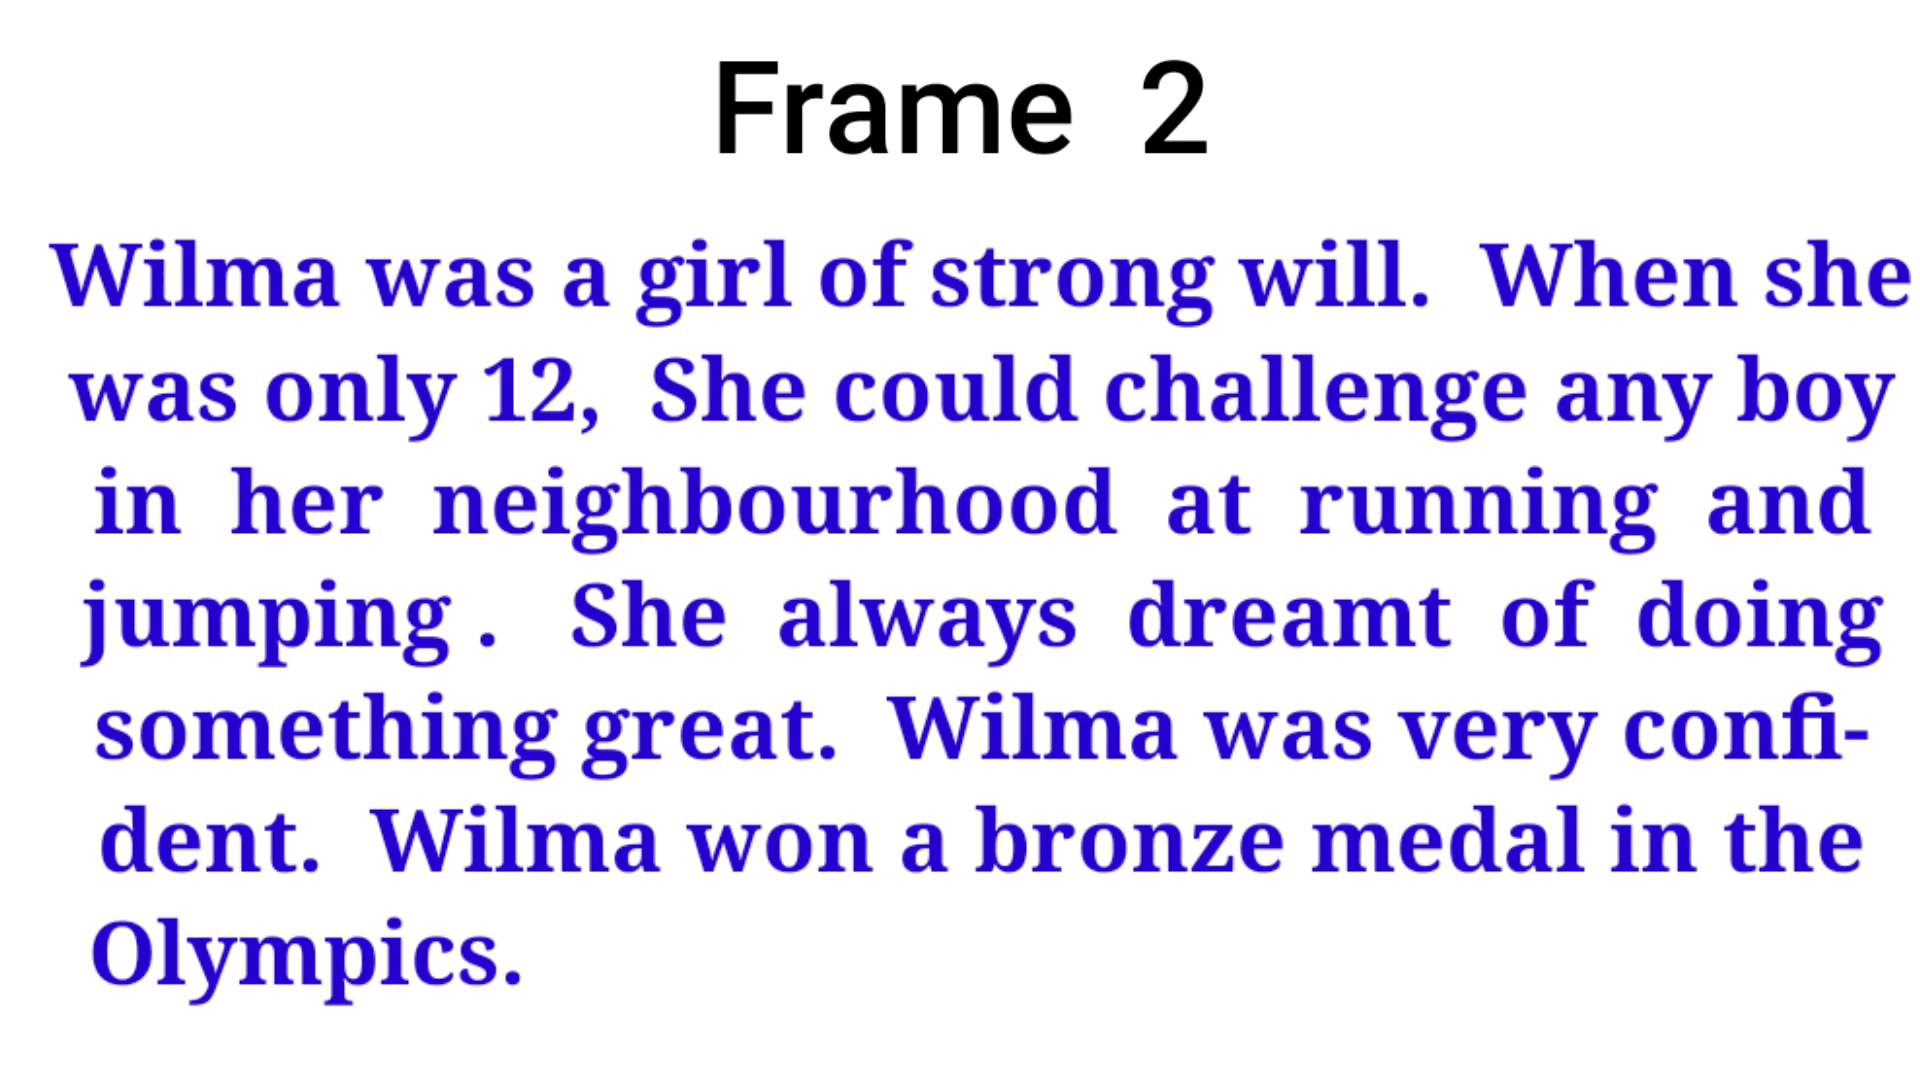 Frame 2
Wilma was a girl of strong will. When she
was only 12, She could challenge any boy
in her neighbourhood at running and
jumping . She always dreamt of doing
something great. Wilma was very confi-
dent. Wilma won a bronze medal in the
Olympics.